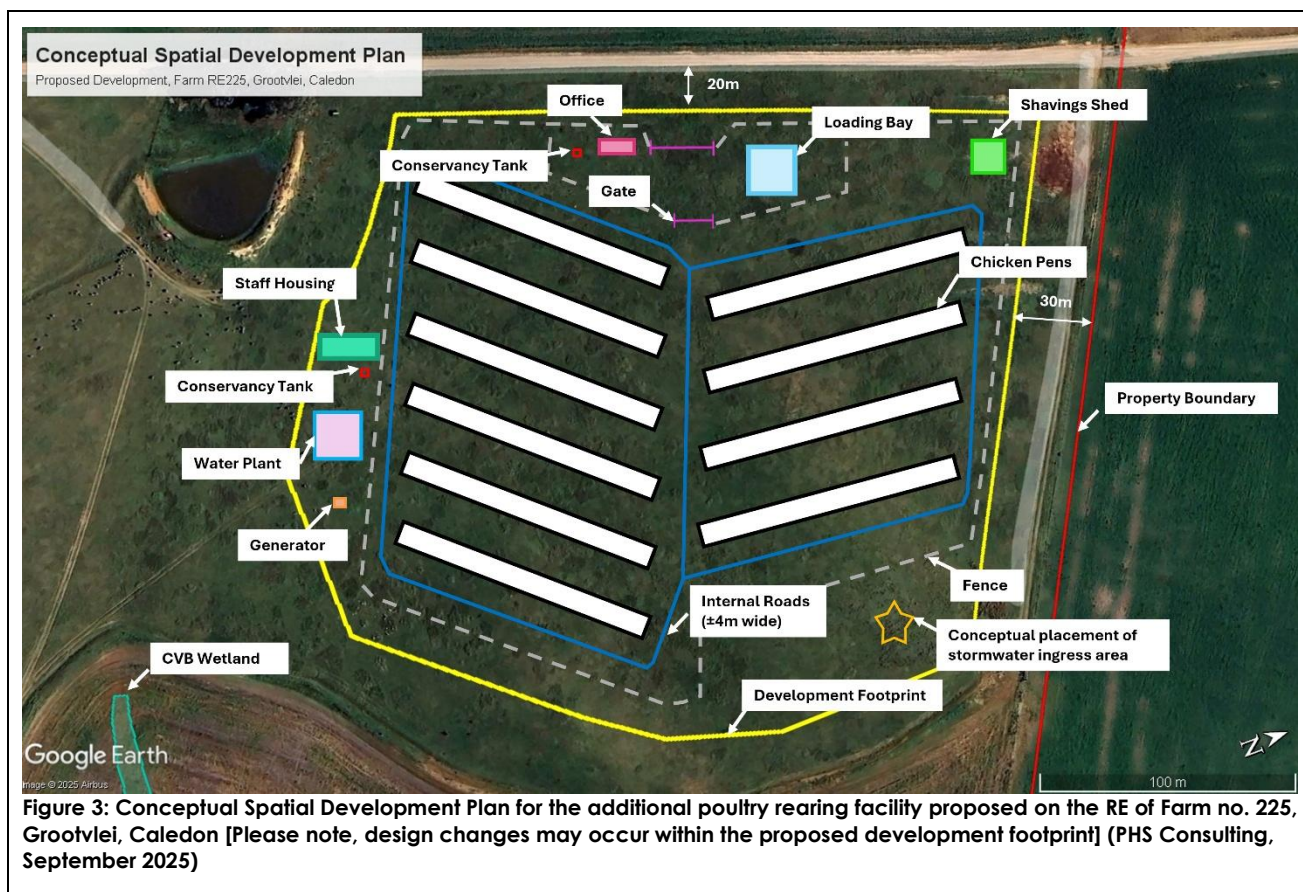 Conceptual Spatial Development Plan
Proposed Development, Farm RE225, Grootvlei, Caledon
20m
Office
Shavings Shed
Loading Bay
Conservancy Tank
Gate
Chicken Pens
Staff Housing
30m
Conservancy Tank
Property Boundary
Water Plant
Generator
Fence
Internal Roads
(±4m wide)
Conceptual placement of
stormwater ingress area
CVB Wetland
Development Footprint
Google Earth
Image © 2025 Airbus
N
100 m
Figure 3: Conceptual Spatial Development Plan for the additional poultry rearing facility proposed on the RE of Farm no. 225,
Grootvlei, Caledon [Please note, design changes may occur within the proposed development footprint] (PHS Consulting,
September 2025)